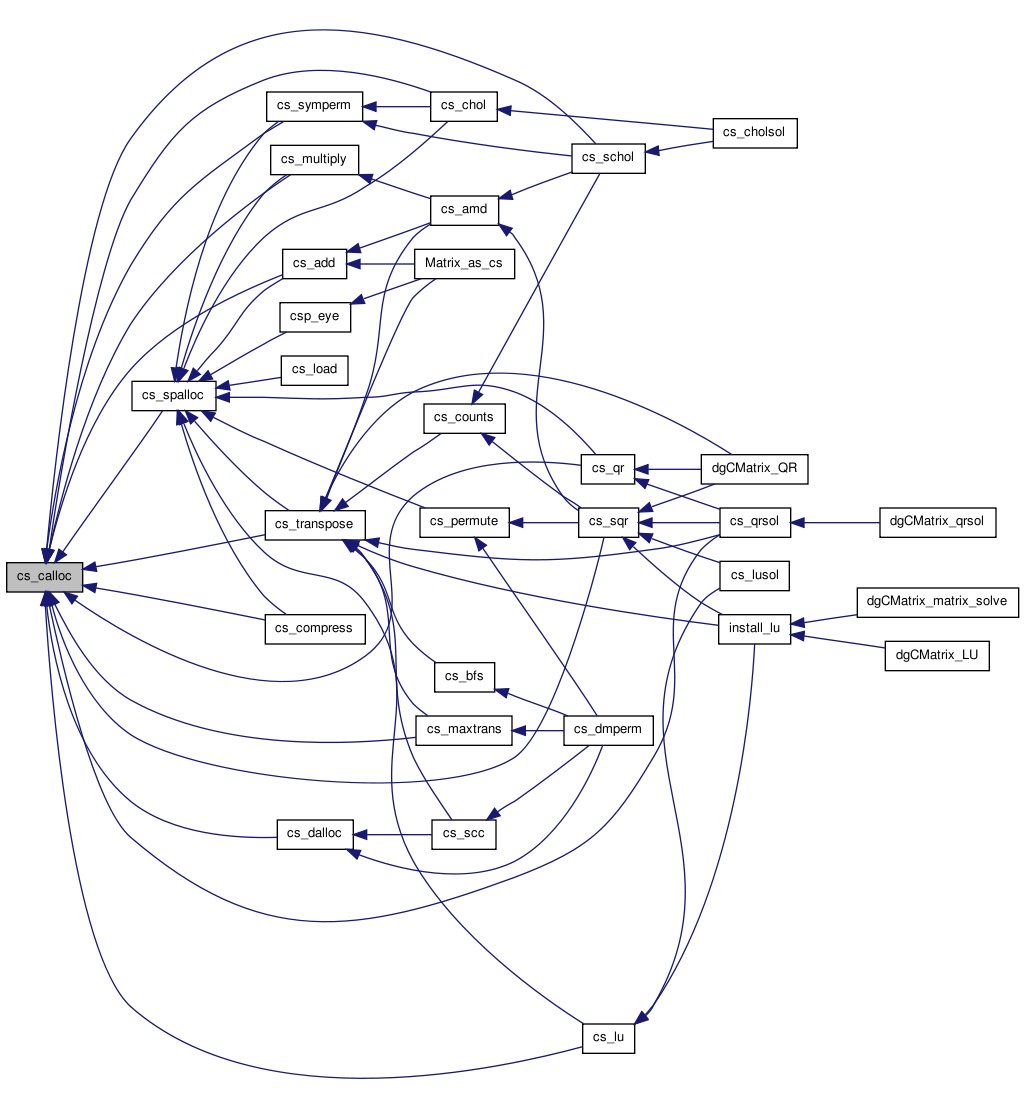 cs_symperm
cs_chol
cs_cholsol
cs_multiply
cs_schol
cs_amd
cs_add
Matrix_as_cs
csp_eye
cs_load
cs_spalloc
cs_counts
cs_qr
dgCMatrix_QR
cs_transpose
cs_permute
cs_sqr
cs_qrsol
dgCMatrix_qrsol
cs_calloc
cs_lusol
dgCMatrix_matrix_solve
cs_compress
install_lu
dgCMatrix_LU
cs_bfs
cs_maxtrans
cs_dmperm
cs_dalloc
cs_scc
cs_lu